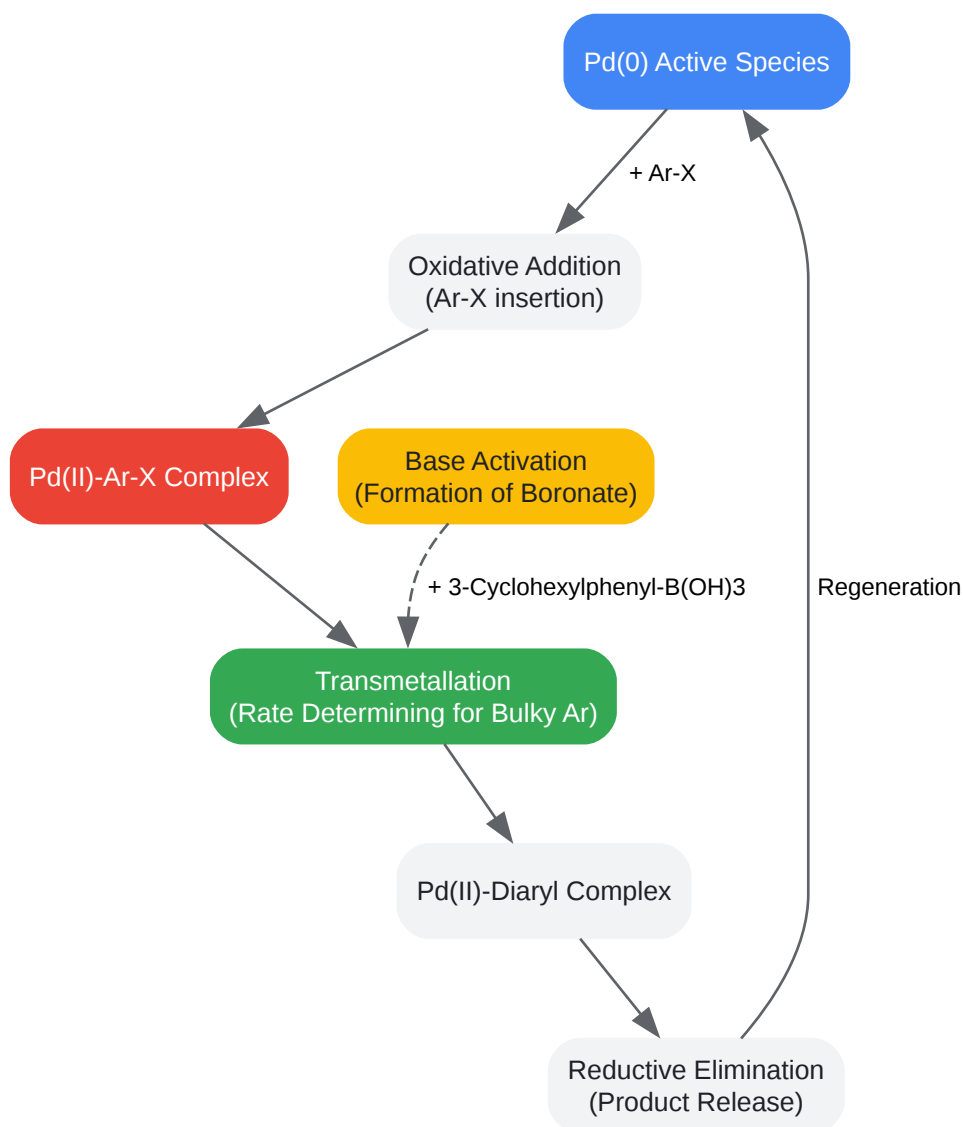 Pd(0) Active Species
+ Ar-X
Oxidative Addition
(Ar-X insertion)
Pd(II)-Ar-X Complex
Base Activation
(Formation of Boronate)
+ 3-Cyclohexylphenyl-B(OH)3
Regeneration
Transmetallation
(Rate Determining for Bulky Ar)
Pd(II)-Diaryl Complex
Reductive Elimination
(Product Release)